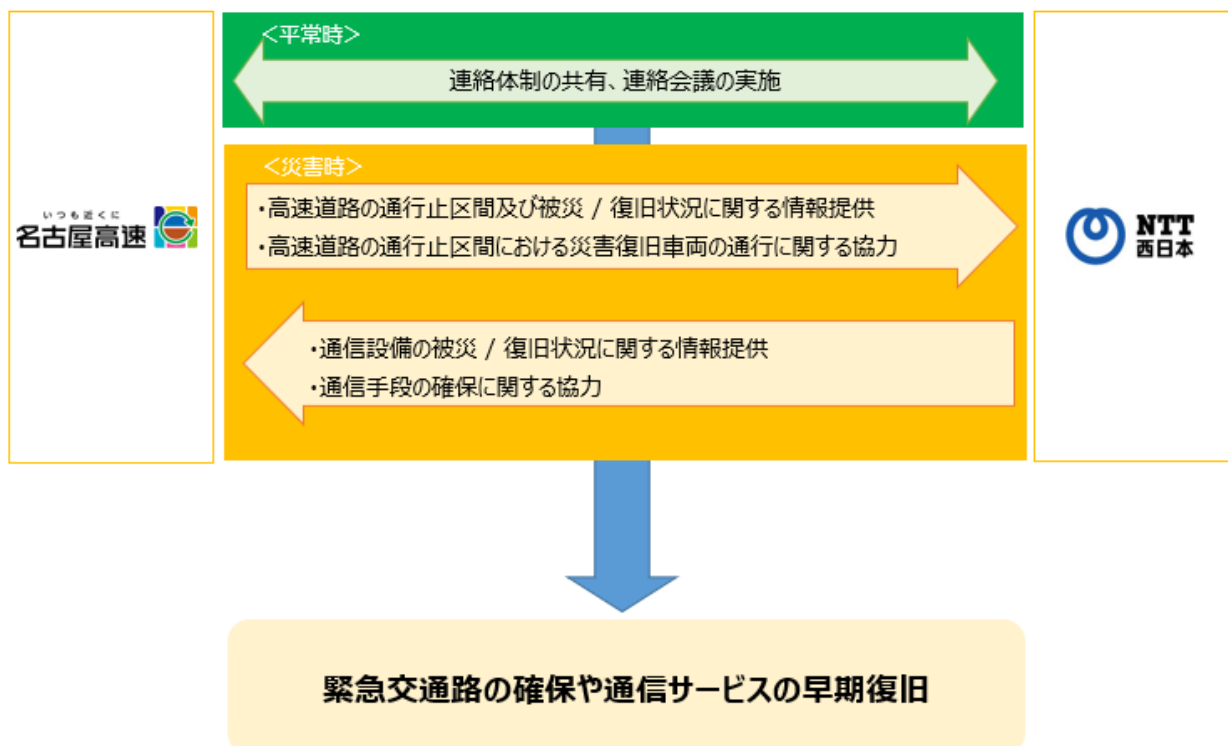 ＜平常時＞
連絡体制の共有、連絡会議の実施
＜災害時＞
・高速道路の通行止区間及び被災 / 復旧状況に関する情報提供
・高速道路の通行止区間における災害復旧車両の通行に関する協力
いつも近くに
名古屋高速
NTT
西日本
・通信設備の被災 / 復旧状況に関する情報提供
・通信手段の確保に関する協力
緊急交通路の確保や通信サービスの早期復旧